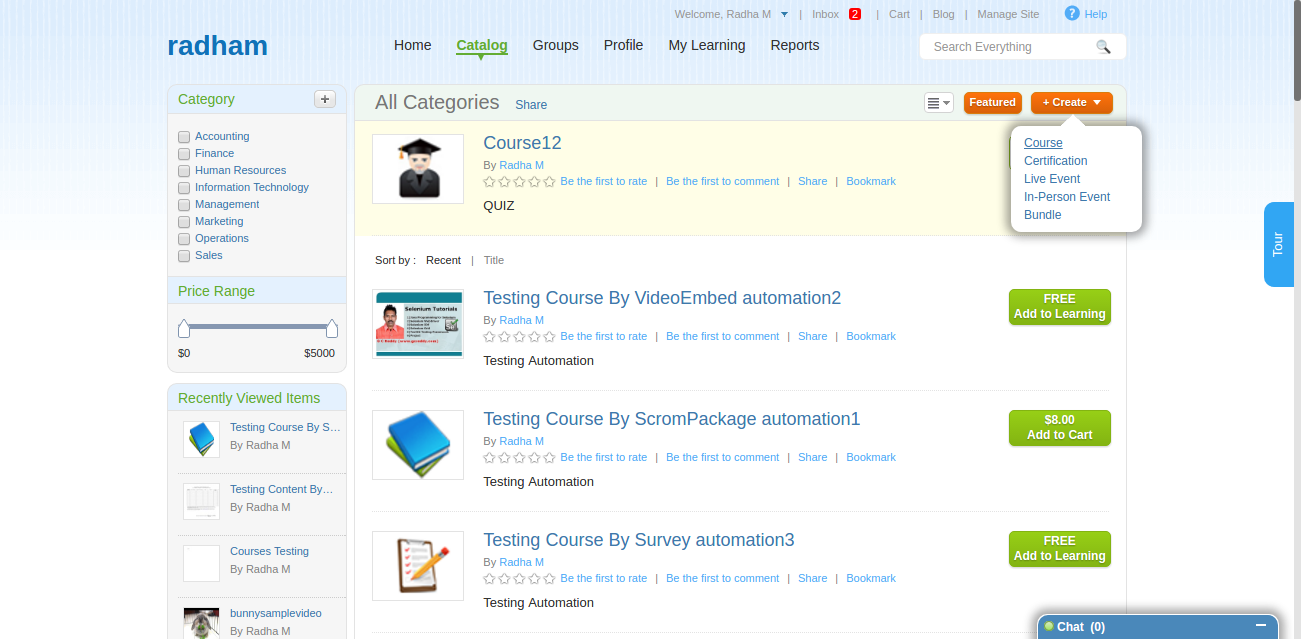 Welcome, Radha M | Inbox 2 | Cart | Blog | Manage Site ? Help
radham
Home Catalog Groups Profile My Learning Reports
Search Everything
Category +
Accounting
Finance
Human Resources
Information Technology
Management
Marketing
Operations
Sales
Price Range
$0 $5000
Recently Viewed Items
Testing Course By S…
By Radha M
Testing Content By…
By Radha M
Courses Testing
By Radha M
bunnysamplevideo
By Radha M
All Categories Share
Featured + Create
Course
Certification
Live Event
In-Person Event
Bundle
Course12
By Radha M
Be the first to rate | Be the first to comment | Share | Bookmark
QUIZ
Sort by : Recent | Title
Selenium Tutorials
Testing Course By VideoEmbed automation2
By Radha M
Be the first to rate | Be the first to comment | Share | Bookmark
Testing Automation
FREE
Add to Learning
Testing Course By ScromPackage automation1
By Radha M
Be the first to rate | Be the first to comment | Share | Bookmark
Testing Automation
$8.00
Add to Cart
Testing Course By Survey automation3
By Radha M
Be the first to rate | Be the first to comment | Share | Bookmark
Testing Automation
FREE
Add to Learning
Tour
Chat (0)